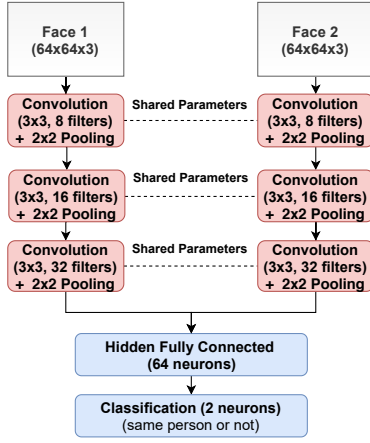 Face 1
(64x64x3)
Face 2
(64x64x3)
Convolution
(3x3, 8 filters)
+ 2x2 Pooling
Shared Parameters
Convolution
(3x3, 8 filters)
+ 2x2 Pooling
Convolution
(3x3, 16 filters)
+ 2x2 Pooling
Shared Parameters
Convolution
(3x3, 16 filters)
+ 2x2 Pooling
Convolution
(3x3, 32 filters)
+ 2x2 Pooling
Shared Parameters
Convolution
(3x3, 32 filters)
+ 2x2 Pooling
Hidden Fully Connected
(64 neurons)
Classification (2 neurons)
(same person or not)